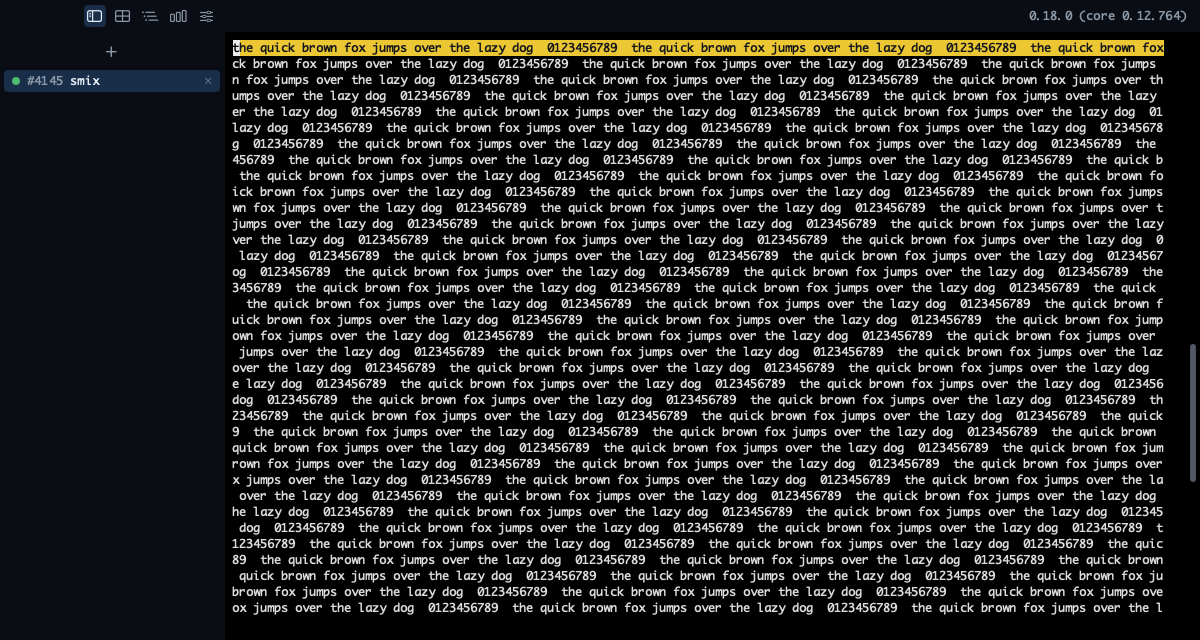 0.18.0 (core 0.12.764)
+
#4145 smix ×
the quick brown fox jumps over the lazy dog  0123456789  the quick brown fox jumps over the lazy dog  0123456789  the quick brown fox
ck brown fox jumps over the lazy dog  0123456789  the quick brown fox jumps over the lazy dog  0123456789  the quick brown fox jumps
n fox jumps over the lazy dog  0123456789  the quick brown fox jumps over the lazy dog  0123456789  the quick brown fox jumps over th
umps over the lazy dog  0123456789  the quick brown fox jumps over the lazy dog  0123456789  the quick brown fox jumps over the lazy
er the lazy dog  0123456789  the quick brown fox jumps over the lazy dog  0123456789  the quick brown fox jumps over the lazy dog  01
lazy dog  0123456789  the quick brown fox jumps over the lazy dog  0123456789  the quick brown fox jumps over the lazy dog  012345678
g  0123456789  the quick brown fox jumps over the lazy dog  0123456789  the quick brown fox jumps over the lazy dog  0123456789  the
456789  the quick brown fox jumps over the lazy dog  0123456789  the quick brown fox jumps over the lazy dog  0123456789  the quick b
 the quick brown fox jumps over the lazy dog  0123456789  the quick brown fox jumps over the lazy dog  0123456789  the quick brown fo
ick brown fox jumps over the lazy dog  0123456789  the quick brown fox jumps over the lazy dog  0123456789  the quick brown fox jumps
wn fox jumps over the lazy dog  0123456789  the quick brown fox jumps over the lazy dog  0123456789  the quick brown fox jumps over t
jumps over the lazy dog  0123456789  the quick brown fox jumps over the lazy dog  0123456789  the quick brown fox jumps over the lazy
ver the lazy dog  0123456789  the quick brown fox jumps over the lazy dog  0123456789  the quick brown fox jumps over the lazy dog  0
 lazy dog  0123456789  the quick brown fox jumps over the lazy dog  0123456789  the quick brown fox jumps over the lazy dog  01234567
og  0123456789  the quick brown fox jumps over the lazy dog  0123456789  the quick brown fox jumps over the lazy dog  0123456789  the
3456789  the quick brown fox jumps over the lazy dog  0123456789  the quick brown fox jumps over the lazy dog  0123456789  the quick
  the quick brown fox jumps over the lazy dog  0123456789  the quick brown fox jumps over the lazy dog  0123456789  the quick brown f
uick brown fox jumps over the lazy dog  0123456789  the quick brown fox jumps over the lazy dog  0123456789  the quick brown fox jump
own fox jumps over the lazy dog  0123456789  the quick brown fox jumps over the lazy dog  0123456789  the quick brown fox jumps over
 jumps over the lazy dog  0123456789  the quick brown fox jumps over the lazy dog  0123456789  the quick brown fox jumps over the laz
over the lazy dog  0123456789  the quick brown fox jumps over the lazy dog  0123456789  the quick brown fox jumps over the lazy dog
e lazy dog  0123456789  the quick brown fox jumps over the lazy dog  0123456789  the quick brown fox jumps over the lazy dog  0123456
dog  0123456789  the quick brown fox jumps over the lazy dog  0123456789  the quick brown fox jumps over the lazy dog  0123456789  th
23456789  the quick brown fox jumps over the lazy dog  0123456789  the quick brown fox jumps over the lazy dog  0123456789  the quick
9  the quick brown fox jumps over the lazy dog  0123456789  the quick brown fox jumps over the lazy dog  0123456789  the quick brown
quick brown fox jumps over the lazy dog  0123456789  the quick brown fox jumps over the lazy dog  0123456789  the quick brown fox jum
rown fox jumps over the lazy dog  0123456789  the quick brown fox jumps over the lazy dog  0123456789  the quick brown fox jumps over
x jumps over the lazy dog  0123456789  the quick brown fox jumps over the lazy dog  0123456789  the quick brown fox jumps over the la
 over the lazy dog  0123456789  the quick brown fox jumps over the lazy dog  0123456789  the quick brown fox jumps over the lazy dog
he lazy dog  0123456789  the quick brown fox jumps over the lazy dog  0123456789  the quick brown fox jumps over the lazy dog  012345
 dog  0123456789  the quick brown fox jumps over the lazy dog  0123456789  the quick brown fox jumps over the lazy dog  0123456789  t
123456789  the quick brown fox jumps over the lazy dog  0123456789  the quick brown fox jumps over the lazy dog  0123456789  the quic
89  the quick brown fox jumps over the lazy dog  0123456789  the quick brown fox jumps over the lazy dog  0123456789  the quick brown
 quick brown fox jumps over the lazy dog  0123456789  the quick brown fox jumps over the lazy dog  0123456789  the quick brown fox ju
brown fox jumps over the lazy dog  0123456789  the quick brown fox jumps over the lazy dog  0123456789  the quick brown fox jumps ove
ox jumps over the lazy dog  0123456789  the quick brown fox jumps over the lazy dog  0123456789  the quick brown fox jumps over the l